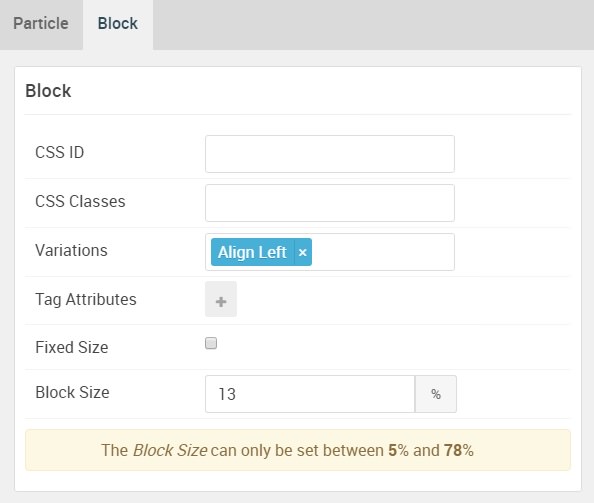 Particle Block
Block
CSS ID
CSS Classes
Variations Align Left ×
Tag Attributes +
Fixed Size
Block Size 13 %
The Block Size can only be set between 5% and 78%